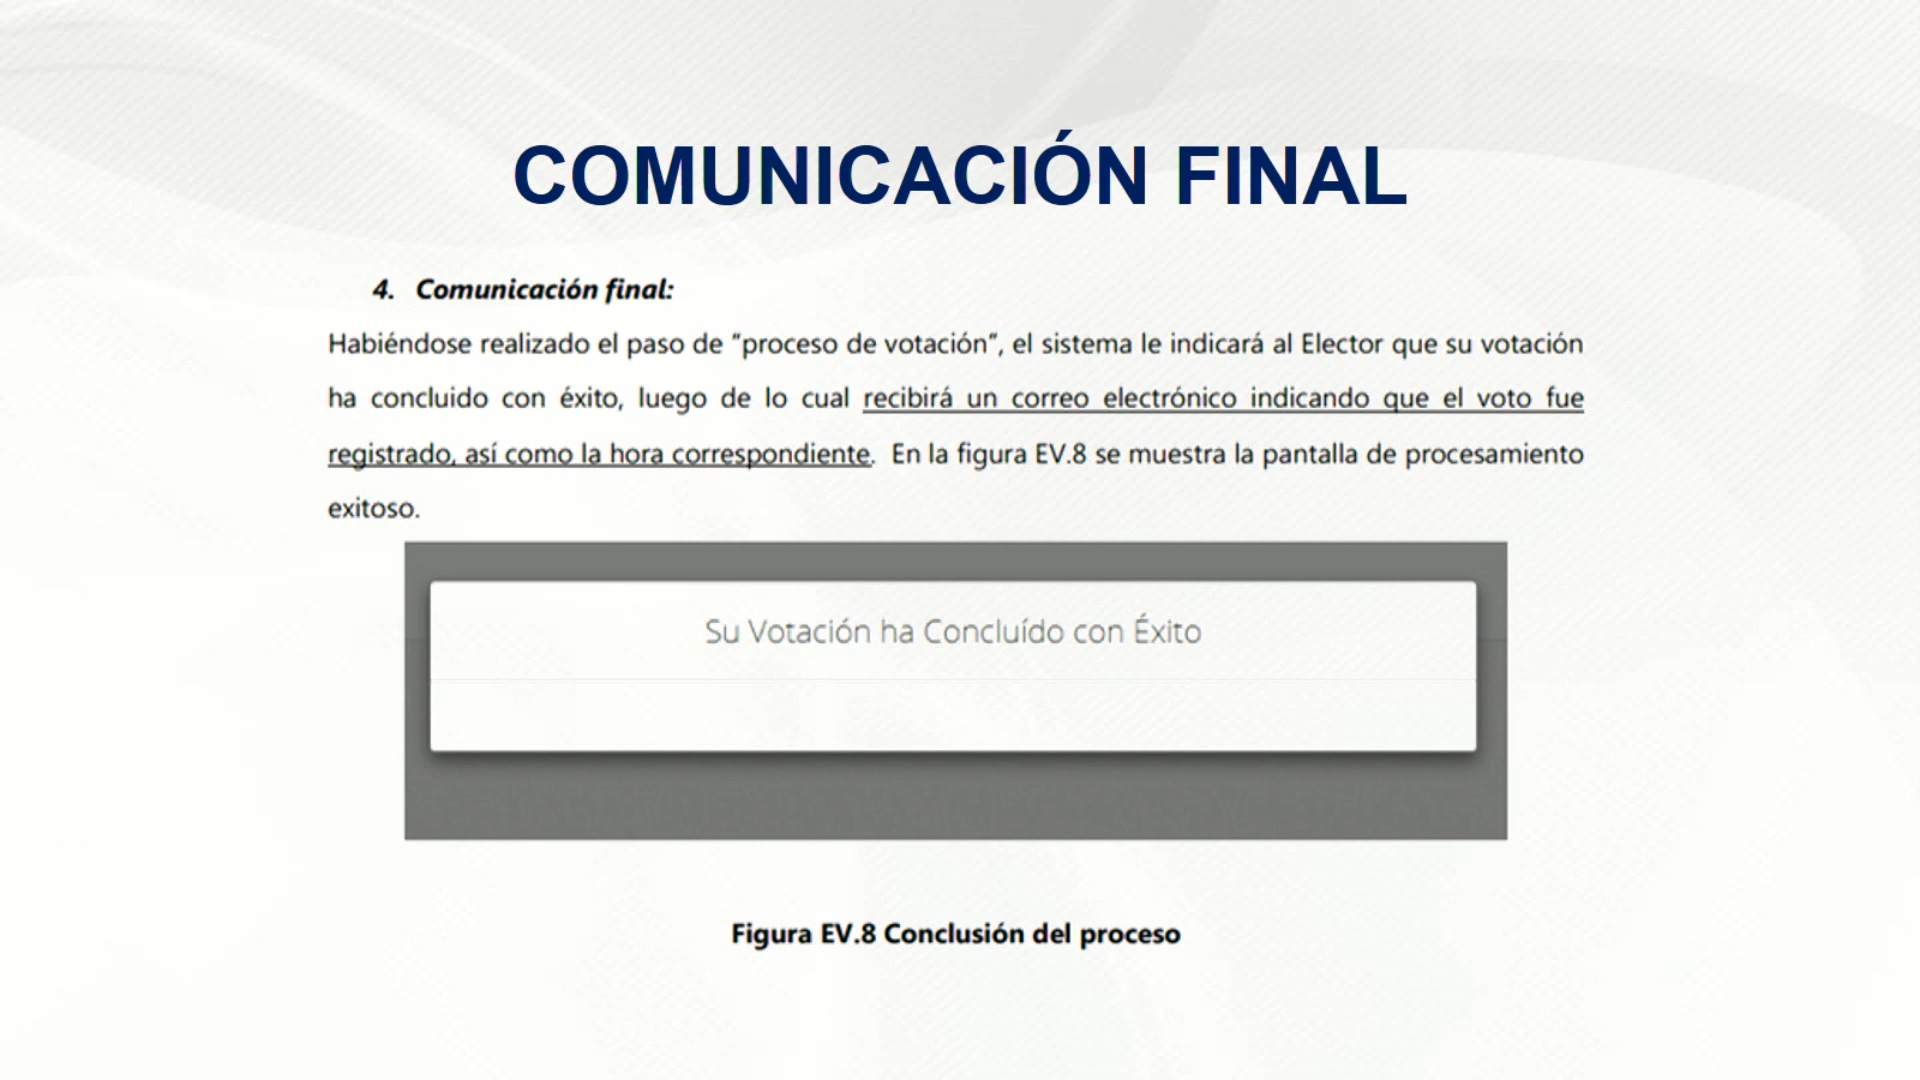 COMUNICACIÓN FINAL
4. Comunicación final:
Habiéndose realizado el paso de “proceso de votación”, el sistema le indicará al Elector que su votación
ha concluido con éxito, luego de lo cual recibirá un correo electrónico indicando que el voto fue
registrado, así como la hora correspondiente. En la figura EV.8 se muestra la pantalla de procesamiento
exitoso.
Su Votación ha Concluído con Éxito
Figura EV.8 Conclusión del proceso